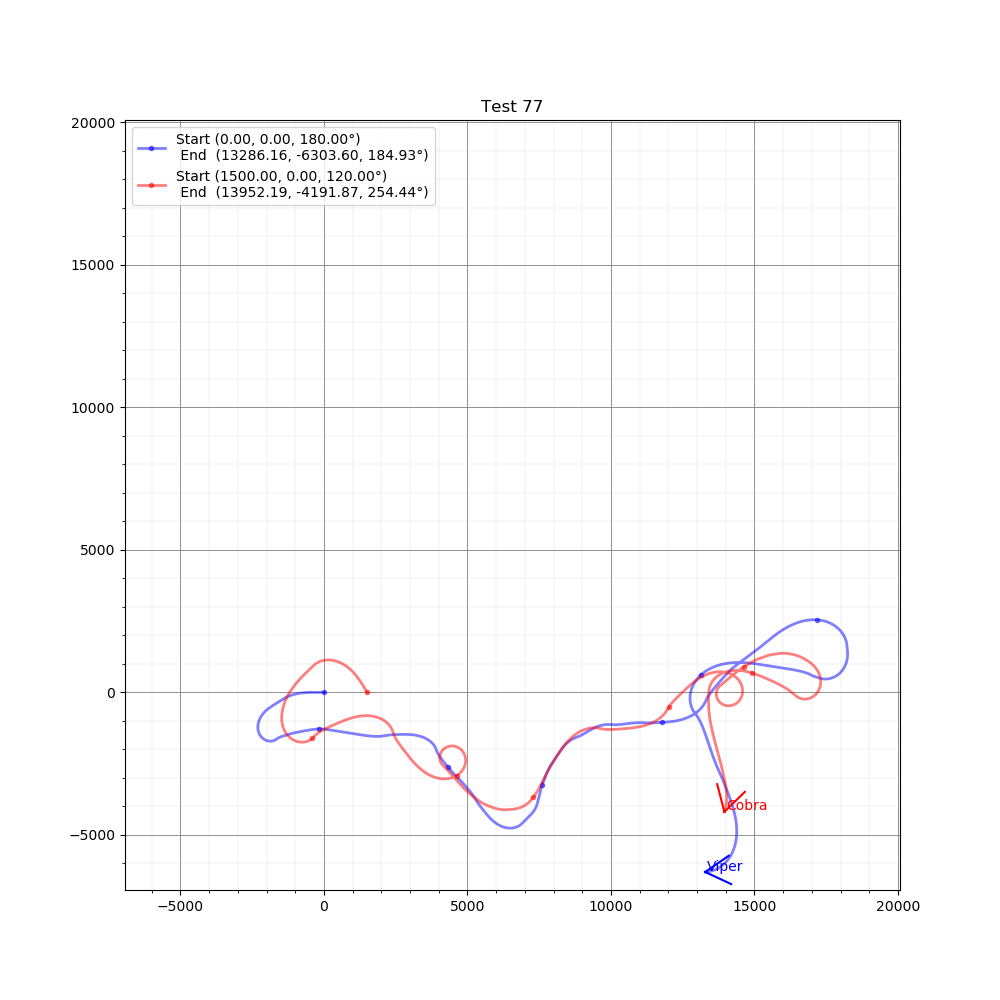 Test 77
Start (0.00, 0.00, 180.00°)
End (13286.16, -6303.60, 184.93°)
Start (1500.00, 0.00, 120.00°)
End (13952.19, -4191.87, 254.44°)
20000
15000
10000
5000
0
−5000
Cobra
Viper
−5000
0
5000
10000
15000
20000